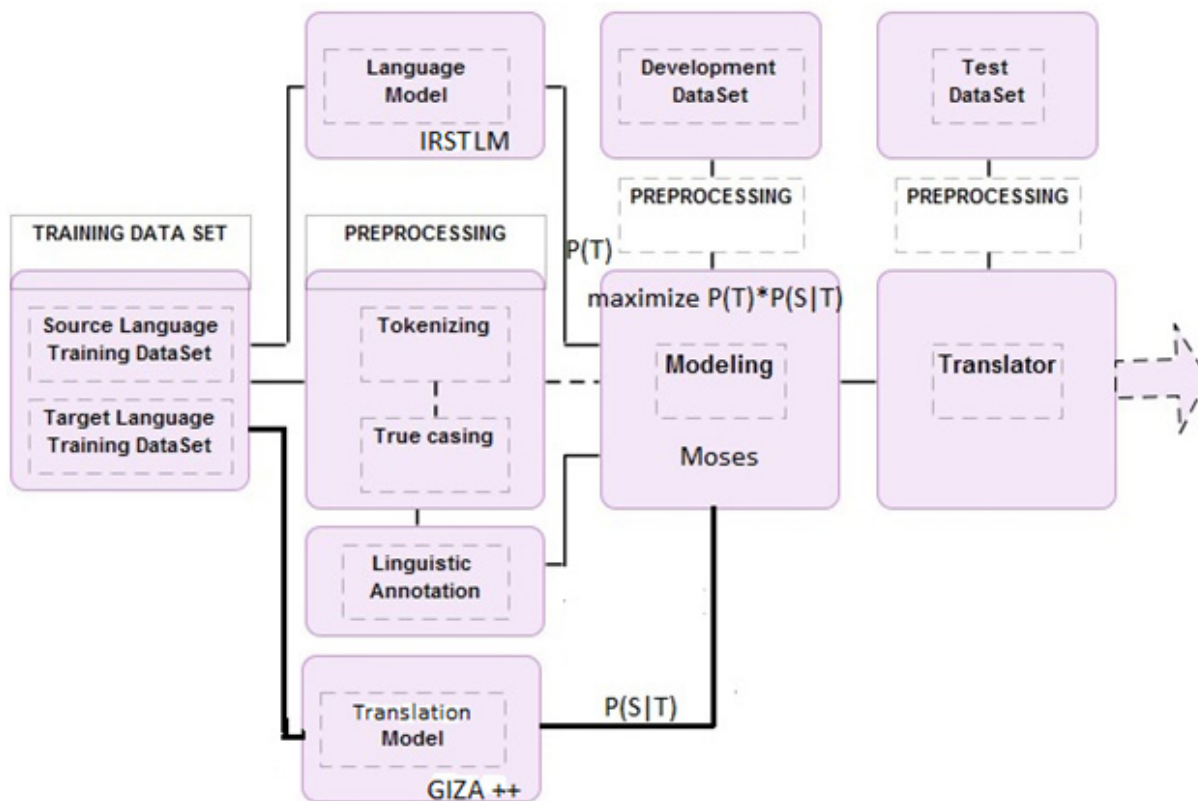 Language
Model
IRSTLM
Development
DataSet
Test
DataSet
PREPROCESSING
PREPROCESSING
TRAINING DATA SET
PREPROCESSING
P(T)
maximize P(T)*P(S|T)
Source Language
Training DataSet
Tokenizing
Modeling
Translator
Target Language
Training DataSet
True casing
Moses
Linguistic
Annotation
P(S|T)
Translation
Model
GIZA ++